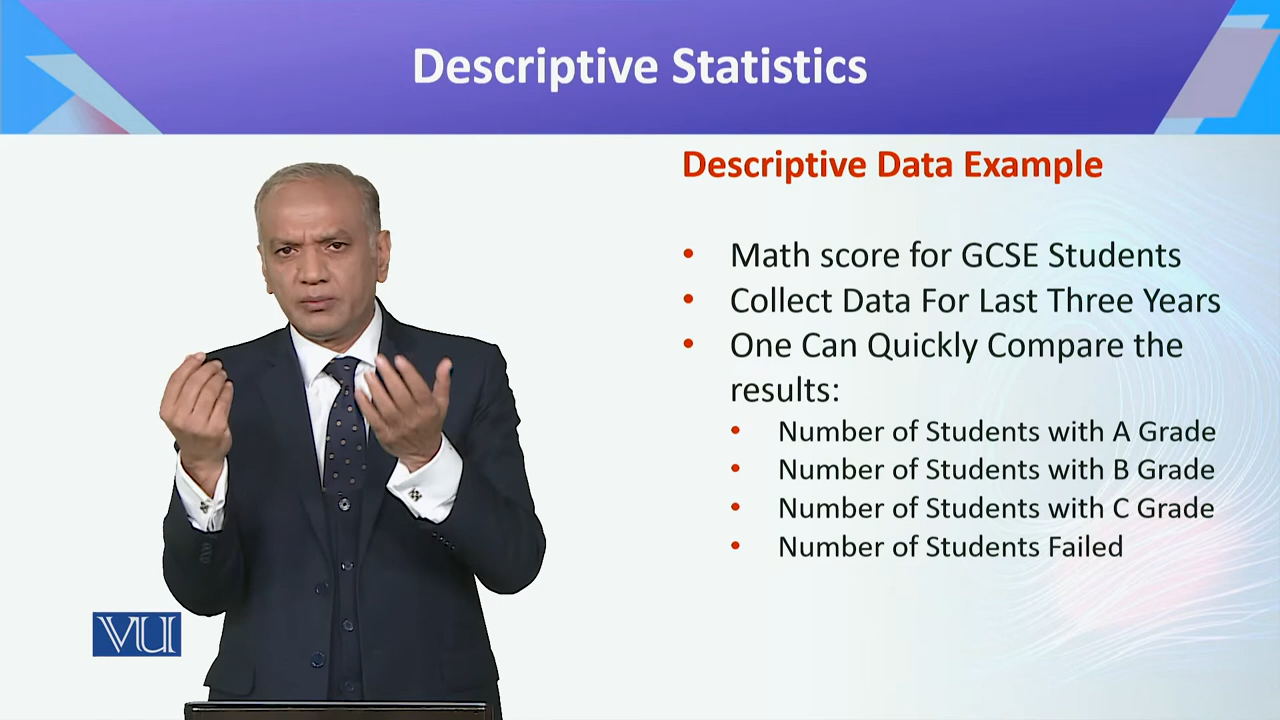 Descriptive Statistics
Descriptive Data Example
• Math score for GCSE Students
• Collect Data For Last Three Years
• One Can Quickly Compare the
results:
• Number of Students with A Grade
• Number of Students with B Grade
• Number of Students with C Grade
• Number of Students Failed
VU